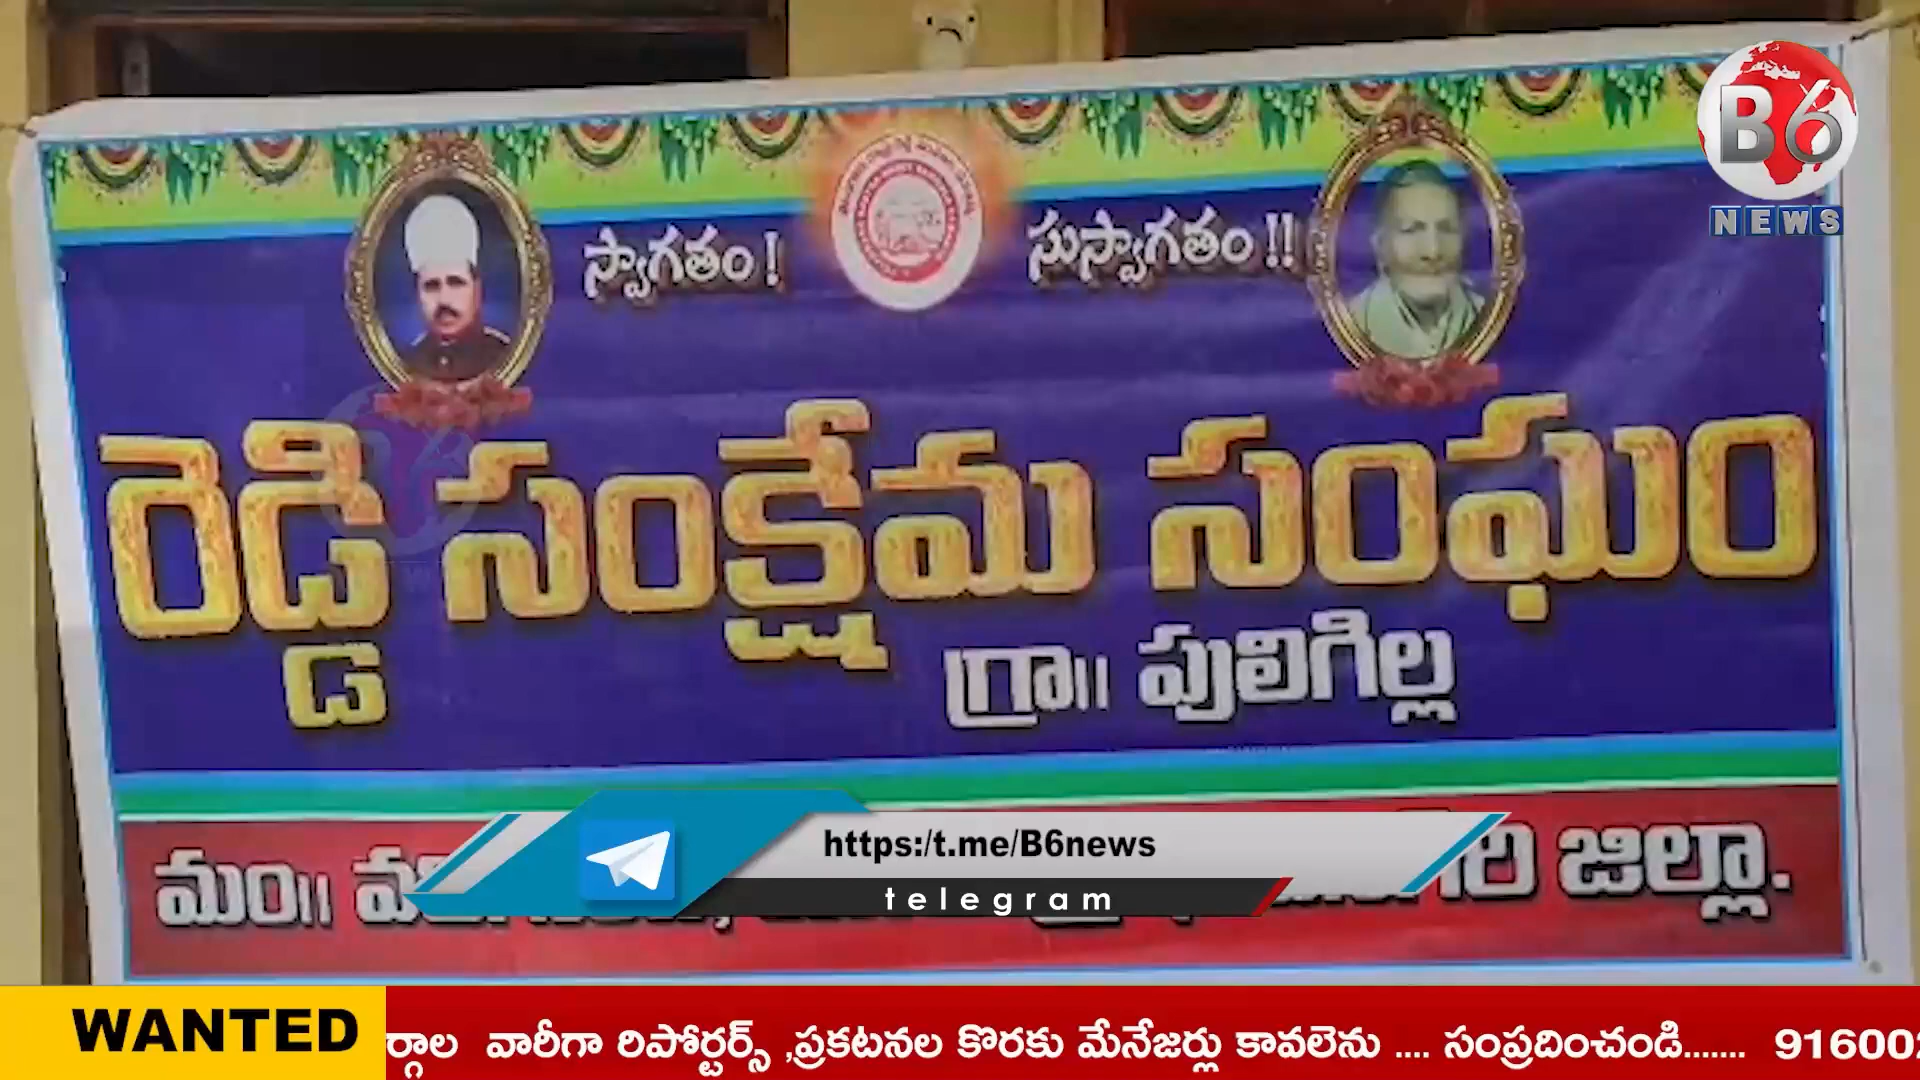 B6
NEWS
స్వాగతం!
సుస్వాగతం!!
రెడ్డి సంక్షేమ సంఘం
గ్రా॥ పులిగిల్ల
మం॥
జిల్లా.
https:/t.me/B6news
telegram
WANTED
ర్గాల వారీగా రిపోర్టర్స్ ,ప్రకటనల కొరకు మేనేజర్లు కావలెను .... సంప్రదించండి....... 91600